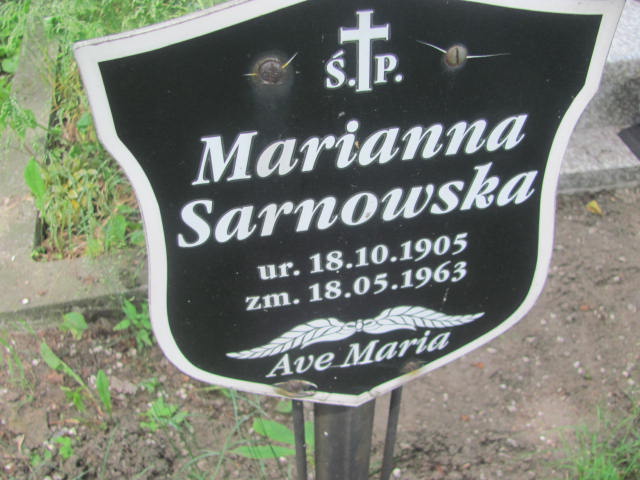 Ś.P.
Marianna
Sarnowska
ur. 18.10.1905
zm. 18.05.1963
Ave Maria